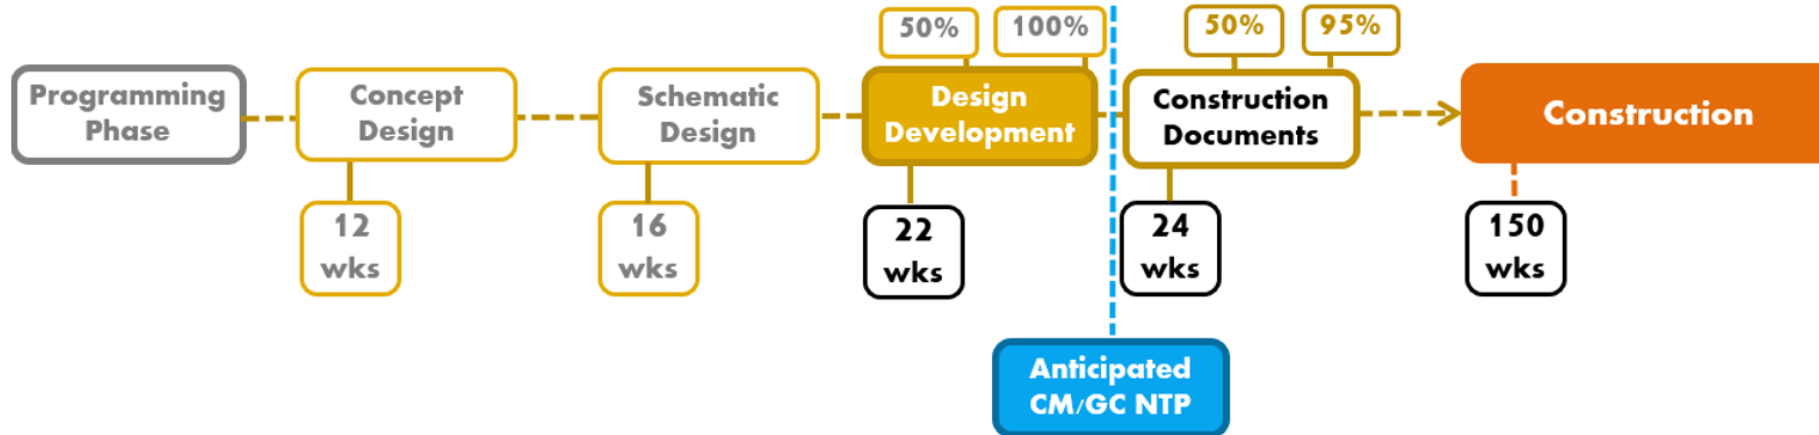 50%
100%
50%
95%
Programming
Phase
Concept
Design
Schematic
Design
Design
Development
Construction
Documents
Construction
12
wks
16
wks
22
wks
24
wks
150
wks
Anticipated
CM/GC NTP